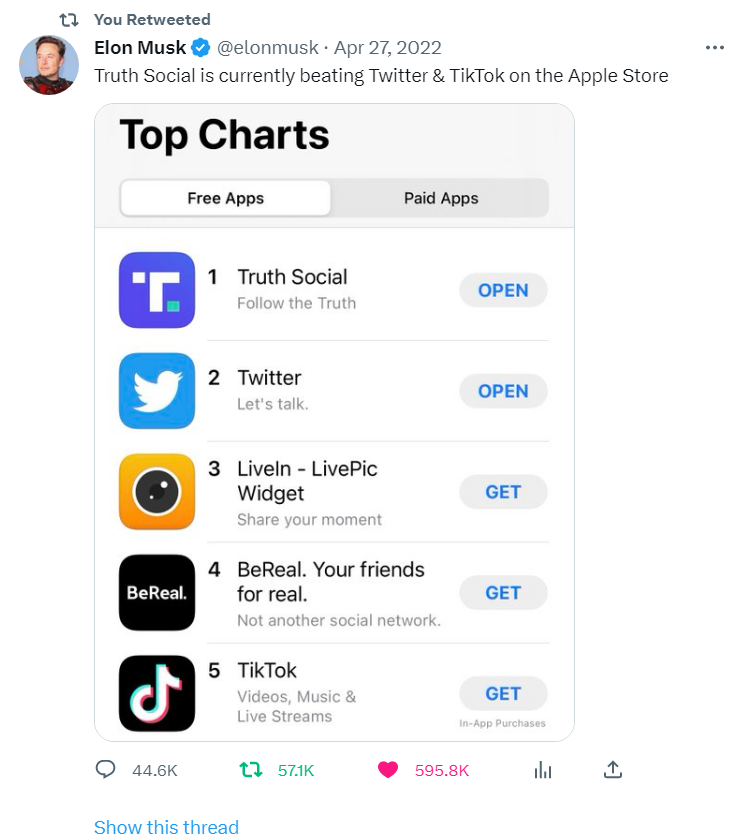 You Retweeted
Elon Musk @elonmusk · Apr 27, 2022
Truth Social is currently beating Twitter & TikTok on the Apple Store
Top Charts
Free Apps Paid Apps
1 Truth Social
Follow the Truth
OPEN
2 Twitter
Let's talk.
OPEN
3 LiveIn - LivePic
Widget
Share your moment
GET
BeReal.
4 BeReal. Your friends
for real.
Not another social network.
GET
5 TikTok
Videos, Music &
Live Streams
GET
In-App Purchases
44.6K 57.1K 595.8K
Show this thread